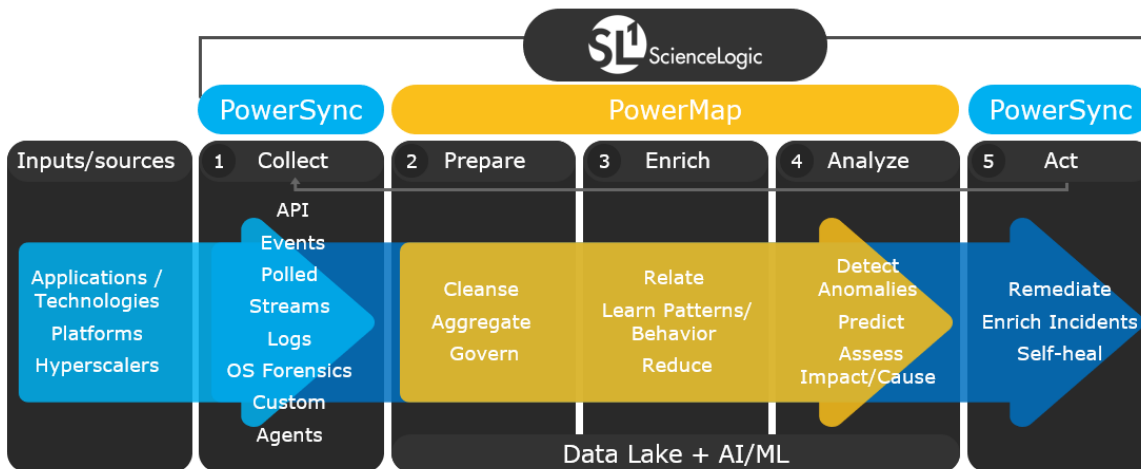 SL1 ScienceLogic
PowerSync
PowerMap
PowerSync
Inputs/sources
1 Collect
2 Prepare
3 Enrich
4 Analyze
5 Act
Applications /
Technologies
Platforms
Hyperscalers
API
Events
Polled
Streams
Logs
OS Forensics
Custom
Agents
Cleanse
Aggregate
Govern
Relate
Learn Patterns/
Behavior
Reduce
Detect
Anomalies
Predict
Assess
Impact/Cause
Remediate
Enrich Incidents
Self-heal
Data Lake + AI/ML